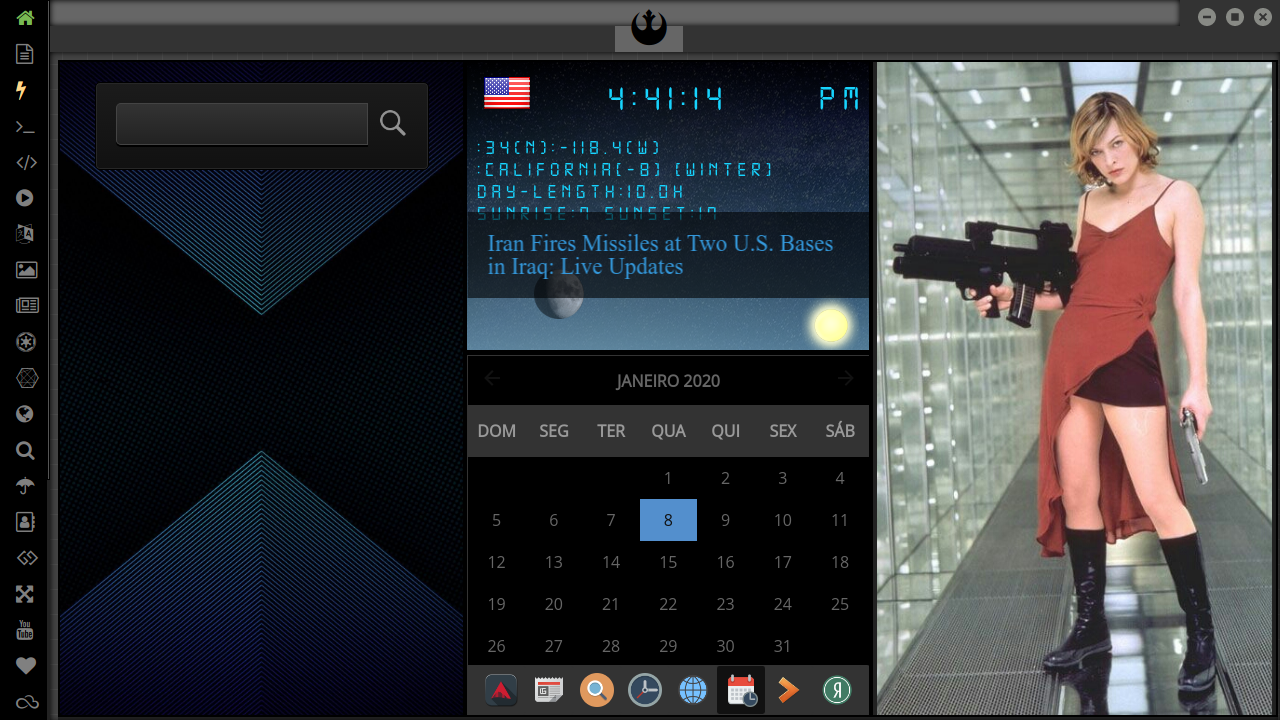 4:41:14 PM
:34(N):-118.4(W)
:CALIFORNIA(-8) (WINTER)
DAY-LENGTH:10.0H
SUNRISE:7 SUNSET:17
Iran Fires Missiles at Two U.S. Bases
in Iraq: Live Updates
JANEIRO 2020
DOM SEG TER QUA QUI SEX SÁB
1 2 3 4
5 6 7 8 9 10 11
12 13 14 15 16 17 18
19 20 21 22 23 24 25
26 27 28 29 30 31
You
Tube
Я